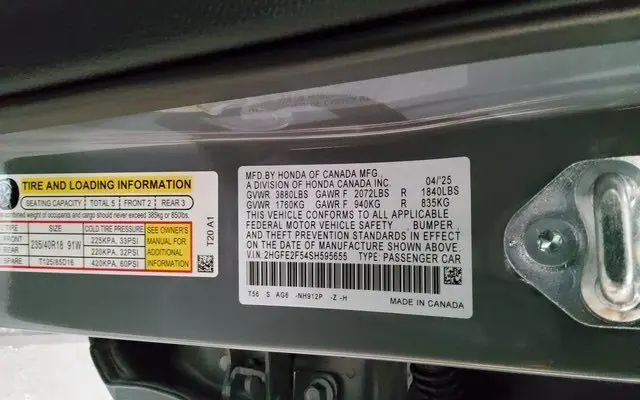 TIRE AND LOADING INFORMATION
SEATING CAPACITY TOTAL 5 FRONT 2 REAR 3
combined weight of occupants and cargo should never exceed 385kg or 850lbs.
TIRE SIZE COLD TIRE PRESSURE
FRONT 235/40R18 91W 225KPA, 33PSI
220KPA, 32PSI
SPARE T135/80D16 420KPA, 60PSI
SEE OWNER'S
MANUAL FOR
ADDITIONAL
INFORMATION
T20 A1
MFD.BY HONDA OF CANADA MFG.,
A DIVISION OF HONDA CANADA INC. 04/'25
GVWR 3880LBS GAWR F 2072LBS R 1840LBS
GVWR 1760KG GAWR F 940KG R 835KG
THIS VEHICLE CONFORMS TO ALL APPLICABLE
FEDERAL MOTOR VEHICLE SAFETY, BUMPER,
AND THEFT PREVENTION STANDARDS IN EFFECT
ON THE DATE OF MANUFACTURE SHOWN ABOVE.
V.I.N: 2HGFE2F54SH595655 TYPE: PASSENGER CAR
T56 S AG6 -NH912P -Z -H
MADE IN CANADA